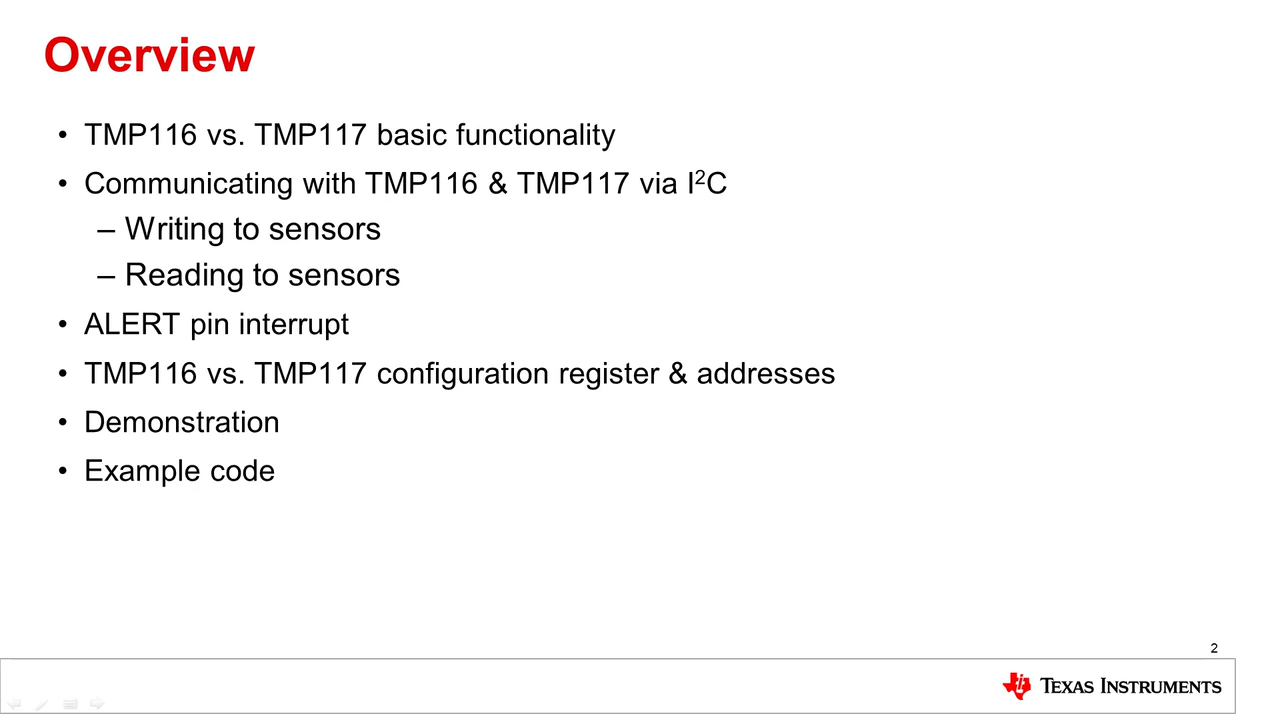 Overview
• TMP116 vs. TMP117 basic functionality
• Communicating with TMP116 & TMP117 via I²C
– Writing to sensors
– Reading to sensors
• ALERT pin interrupt
• TMP116 vs. TMP117 configuration register & addresses
• Demonstration
• Example code
2
TEXAS INSTRUMENTS